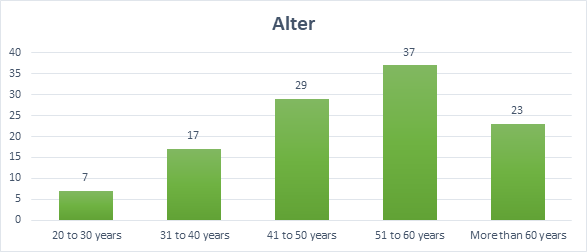 Alter
40
35
30
25
20
15
10
5
0
7
17
29
37
23
20 to 30 years
31 to 40 years
41 to 50 years
51 to 60 years
More than 60 years